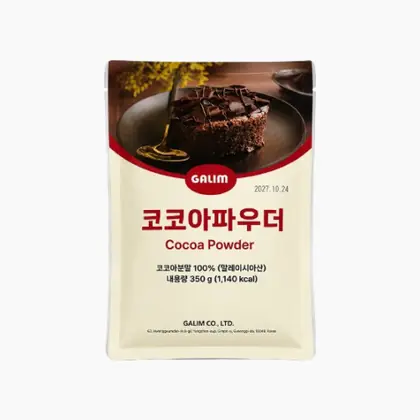 GALIM
2027.10.24
코코아파우더
Cocoa Powder
코코아분말 100% (말레이시아산)
내용량 350 g (1,140 kcal)
GALIM CO., LTD.